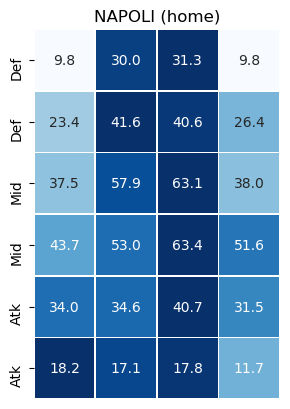 NAPOLI (home)
Def 9.8 30.0 31.3 9.8
Def 23.4 41.6 40.6 26.4
Mid 37.5 57.9 63.1 38.0
Mid 43.7 53.0 63.4 51.6
Atk 34.0 34.6 40.7 31.5
Atk 18.2 17.1 17.8 11.7